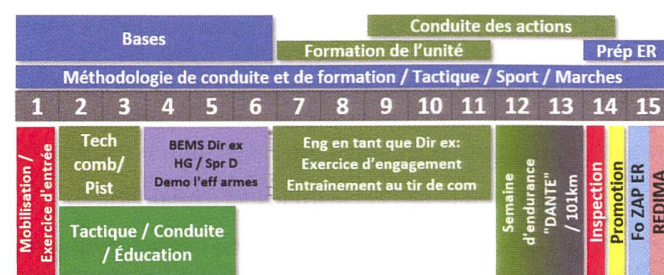 Conduite des actions
Bases
Formation de l'unité
Prép ER
Méthodologie de conduite et de formation / Tactique / Sport / Marches
1 2 3 4 5 6 7 8 9 10 11 12 13 14 15
Mobilisation /
Exercice d'entrée
Tech
comb/
Pist
BEMS Dir ex
HG / Spr D
Demo l'eff armes
Eng en tant que Dir ex:
Exercice d'engagement
Entraînement au tir de com
Semaine
d'endurance
"DANTE"
/ 101km
Inspection
Promotion
Fo ZAP ER
REDIMA
Tactique / Conduite
/ Éducation